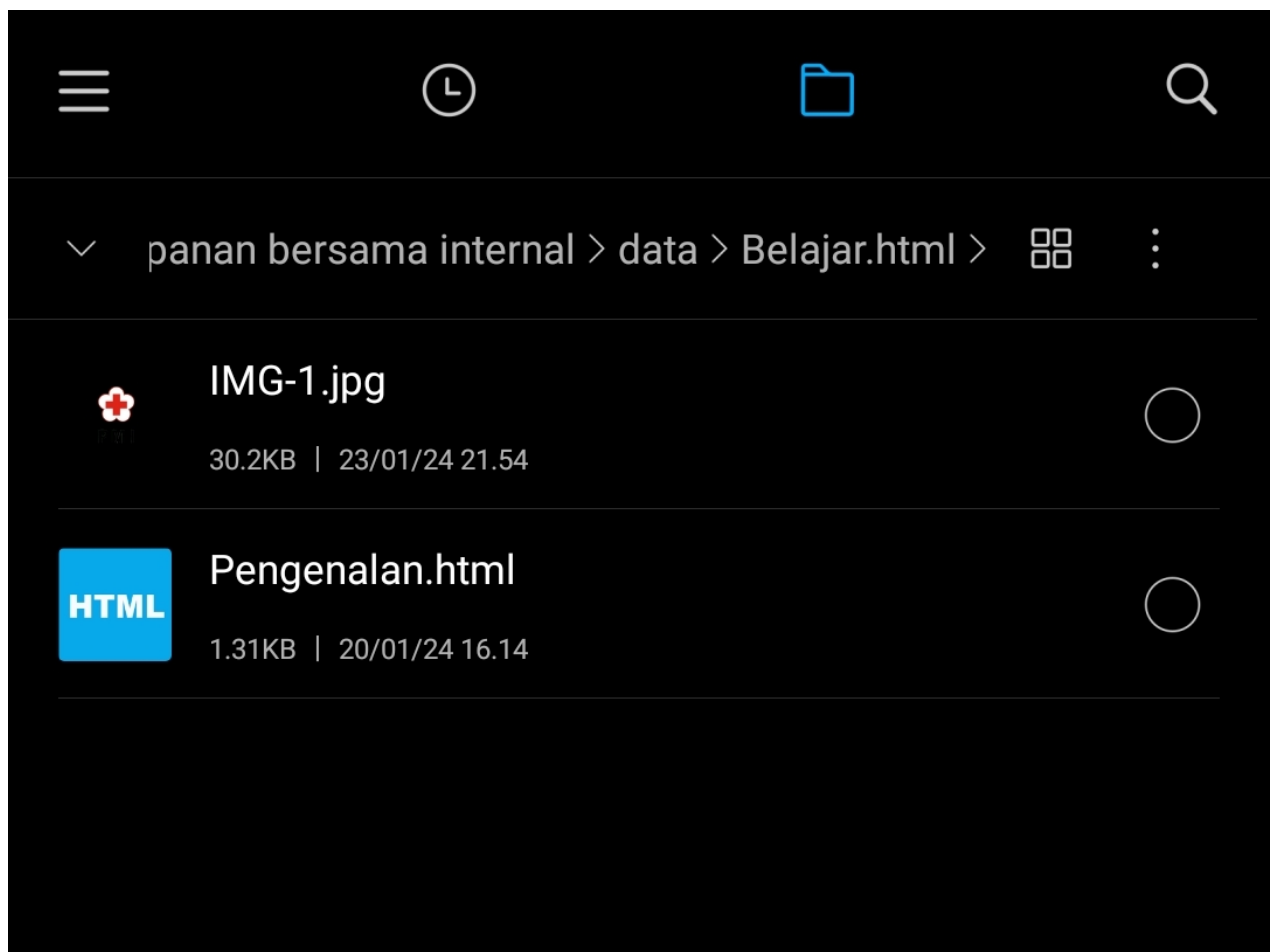 panan bersama internal > data > Belajar.html >
IMG-1.jpg
30.2KB | 23/01/24 21.54
HTML
Pengenalan.html
1.31KB | 20/01/24 16.14